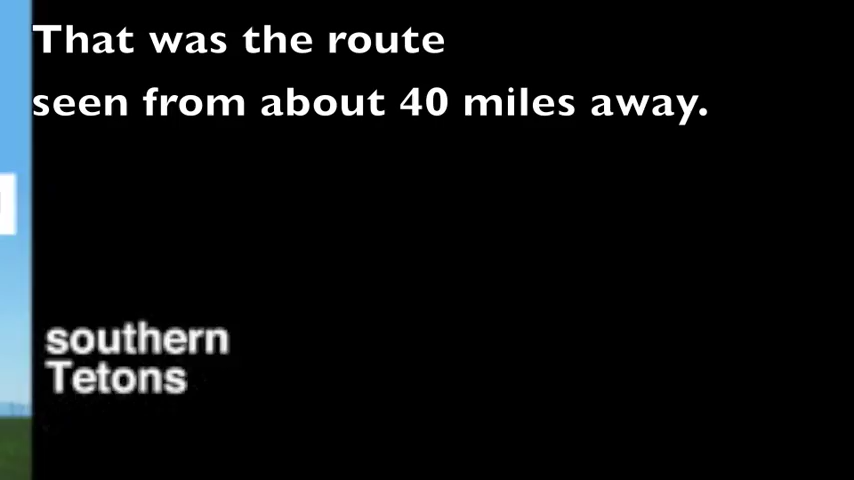 That was the route
seen from about 40 miles away.
southern
Tetons